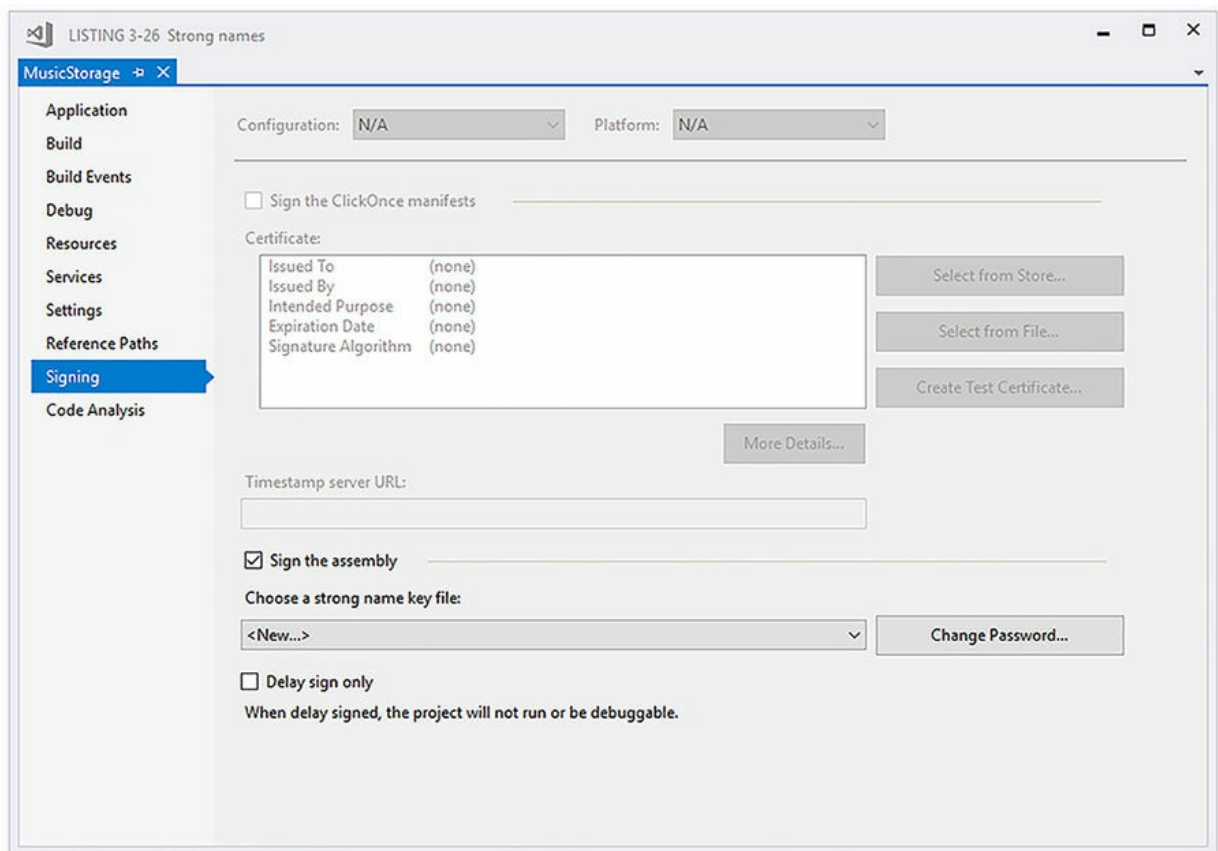 LISTING 3-26 Strong names
MusicStorage
Application
Build
Build Events
Debug
Resources
Services
Settings
Reference Paths
Signing
Code Analysis
Configuration: N/A Platform: N/A
Sign the ClickOnce manifests
Certificate:
Issued To (none)
Issued By (none)
Intended Purpose (none)
Expiration Date (none)
Signature Algorithm (none)
Select from Store...
Select from File...
Create Test Certificate...
More Details...
Timestamp server URL:
Sign the assembly
Choose a strong name key file:
<New...> Change Password...
Delay sign only
When delay signed, the project will not run or be debuggable.